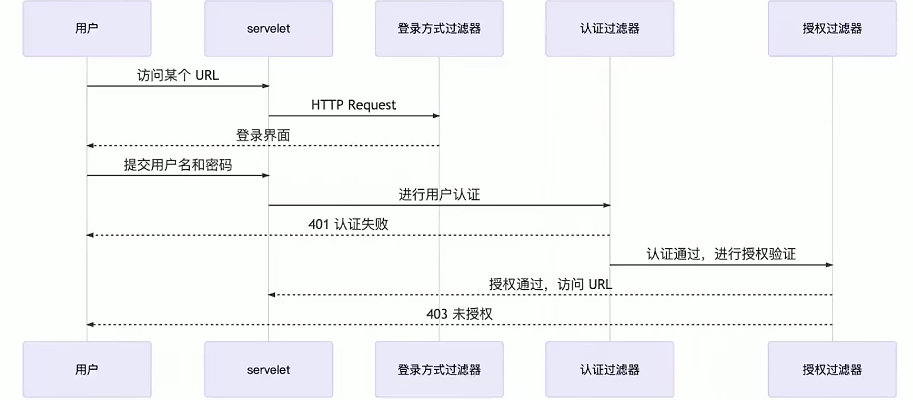 用户
servelet
登录方式过滤器
认证过滤器
授权过滤器
访问某个 URL
HTTP Request
登录界面
提交用户名和密码
进行用户认证
401 认证失败
认证通过，进行授权验证
授权通过，访问 URL
403 未授权
用户
servelet
登录方式过滤器
认证过滤器
授权过滤器